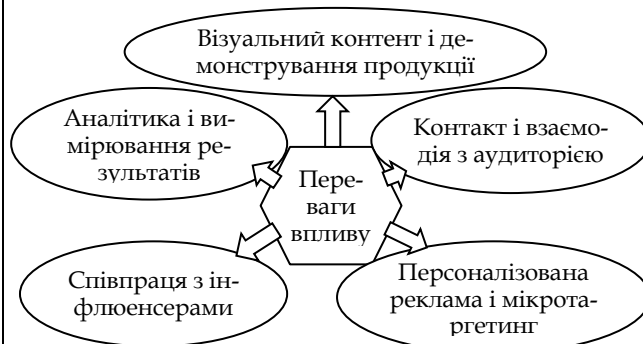 Візуальний контент і де-
монстрування продукції
Аналітика і ви-
мірювання ре-
зультатів
Контакт і взаємо-
дія з аудиторією
Пере-
ваги
впливу
Співпраця з ін-
флюенсерами
Персоналізована
реклама і мікрота-
ргетинг